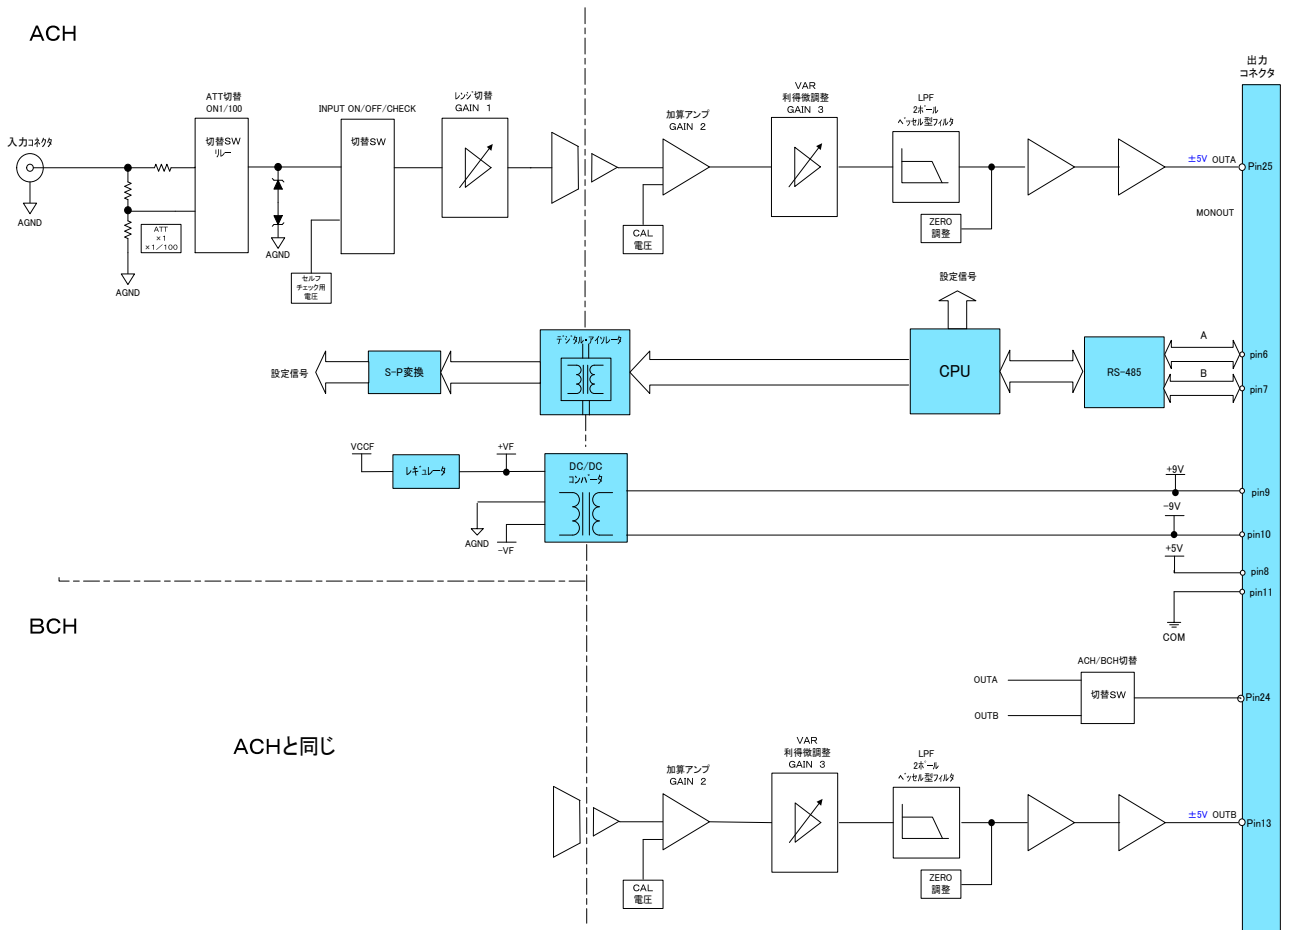 ACH
出力
コネクタ
入力コネクタ
AGND
ATT切替
ON1/100
切替SW
リレー
ATT
×1
×1/100
AGND
AGND
INPUT ON/OFF/CHECK
切替SW
セルフ
チェック用
電圧
レンジ切替
GAIN 1
加算アンプ
GAIN 2
CAL
電圧
VAR
利得微調整
GAIN 3
LPF
2ポール
ベッセル型フィルタ
ZERO
調整
±5V OUTA
Pin25
MONOUT
設定信号
S-P変換
デジタル・アイソレータ
設定信号
CPU
RS-485
A
pin6
B
pin7
VCCF
レギュレータ
+VF
AGND
-VF
DC/DC
コンバータ
+9V
pin9
-9V
pin10
+5V
pin8
pin11
COM
BCH
ACHと同じ
ACH/BCH切替
OUTA
OUTB
切替SW
Pin24
加算アンプ
GAIN 2
CAL
電圧
VAR
利得微調整
GAIN 3
LPF
2ポール
ベッセル型フィルタ
ZERO
調整
±5V OUTB
Pin13